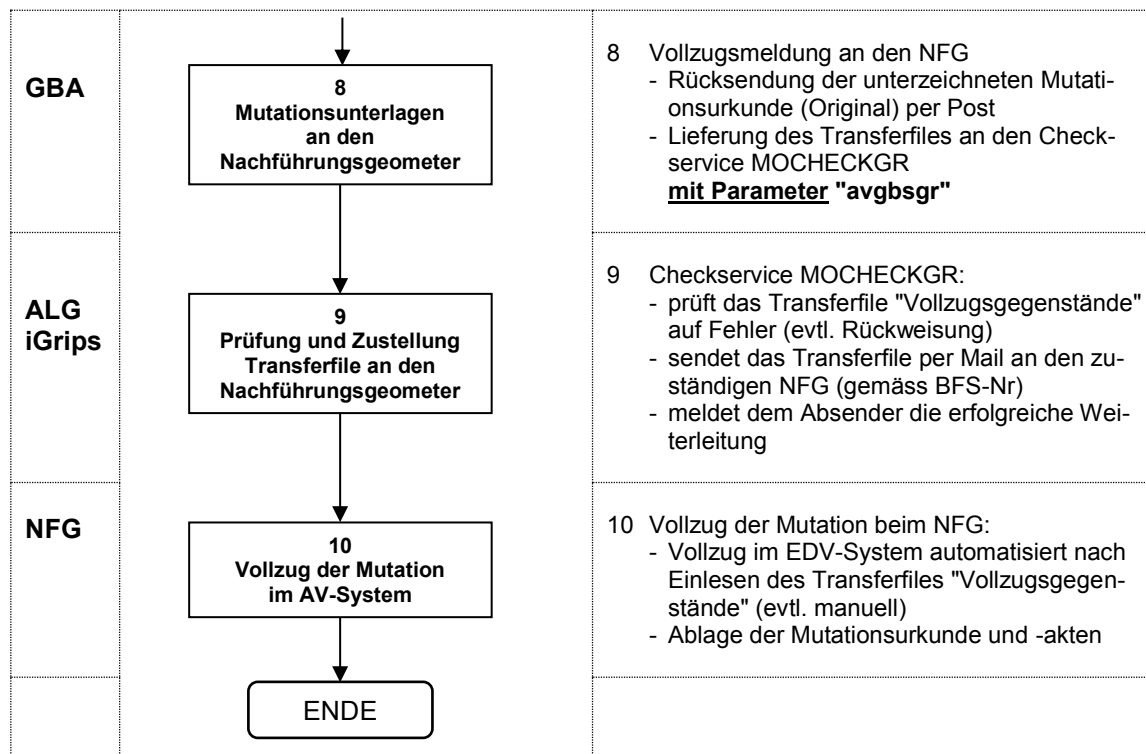 GBA
8
Mutationsunterlagen
an den
Nachführungsgeometer
8 Vollzugsmeldung an den NFG
- Rücksendung der unterzeichneten Mutati-
onsurkunde (Original) per Post
- Lieferung des Transferfiles an den Check-
service MOCHECKGR
mit Parameter "avgbsgr"
ALG
iGrips
9
Prüfung und Zustellung
Transferfile an den
Nachführungsgeometer
9 Checkservice MOCHECKGR:
- prüft das Transferfile "Vollzugsgegenstände"
auf Fehler (evtl. Rückweisung)
- sendet das Transferfile per Mail an den zu-
ständigen NFG (gemäss BFS-Nr)
- meldet dem Absender die erfolgreiche Wei-
terleitung
NFG
10
Vollzug der Mutation
im AV-System
10 Vollzug der Mutation beim NFG:
- Vollzug im EDV-System automatisiert nach
Einlesen des Transferfiles "Vollzugsgegen-
stände" (evtl. manuell)
- Ablage der Mutationsurkunde und -akten
ENDE